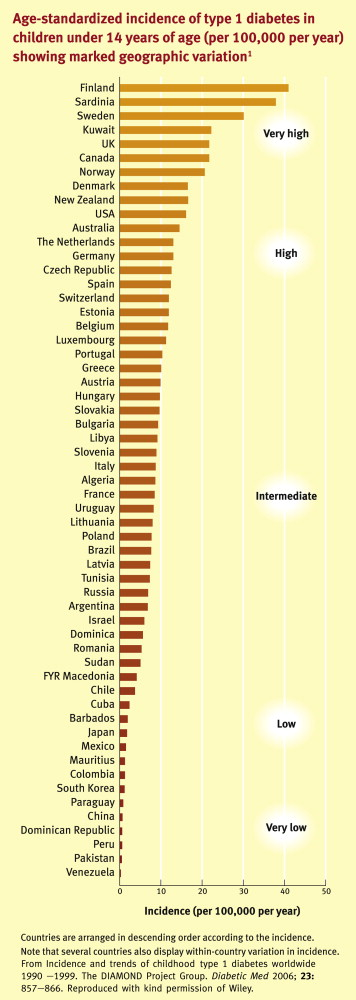 Age-standardized incidence of type 1 diabetes in
children under 14 years of age (per 100,000 per year)
showing marked geographic variation¹
Finland
Sardinia
Sweden
Kuwait
UK
Canada
Norway
Very high
Denmark
New Zealand
USA
Australia
The Netherlands
Germany
Czech Republic
Spain
Switzerland
Estonia
Belgium
Luxembourg
Portugal
High
Greece
Austria
Hungary
Slovakia
Bulgaria
Libya
Slovenia
Italy
Algeria
France
Uruguay
Lithuania
Poland
Brazil
Latvia
Tunisia
Russia
Argentina
Israel
Dominica
Romania
Sudan
Intermediate
FYR Macedonia
Chile
Cuba
Barbados
Japan
Mexico
Mauritius
Colombia
South Korea
Low
Paraguay
China
Dominican Republic
Peru
Pakistan
Venezuela
Very low
0 10 20 30 40 50
Incidence (per 100,000 per year)
Countries are arranged in descending order according to the incidence.
Note that several countries also display within-country variation in incidence.
From Incidence and trends of childhood type 1 diabetes worldwide
1990 –1999. The DIAMOND Project Group. Diabetic Med 2006; 23:
857–866. Reproduced with kind permission of Wiley.